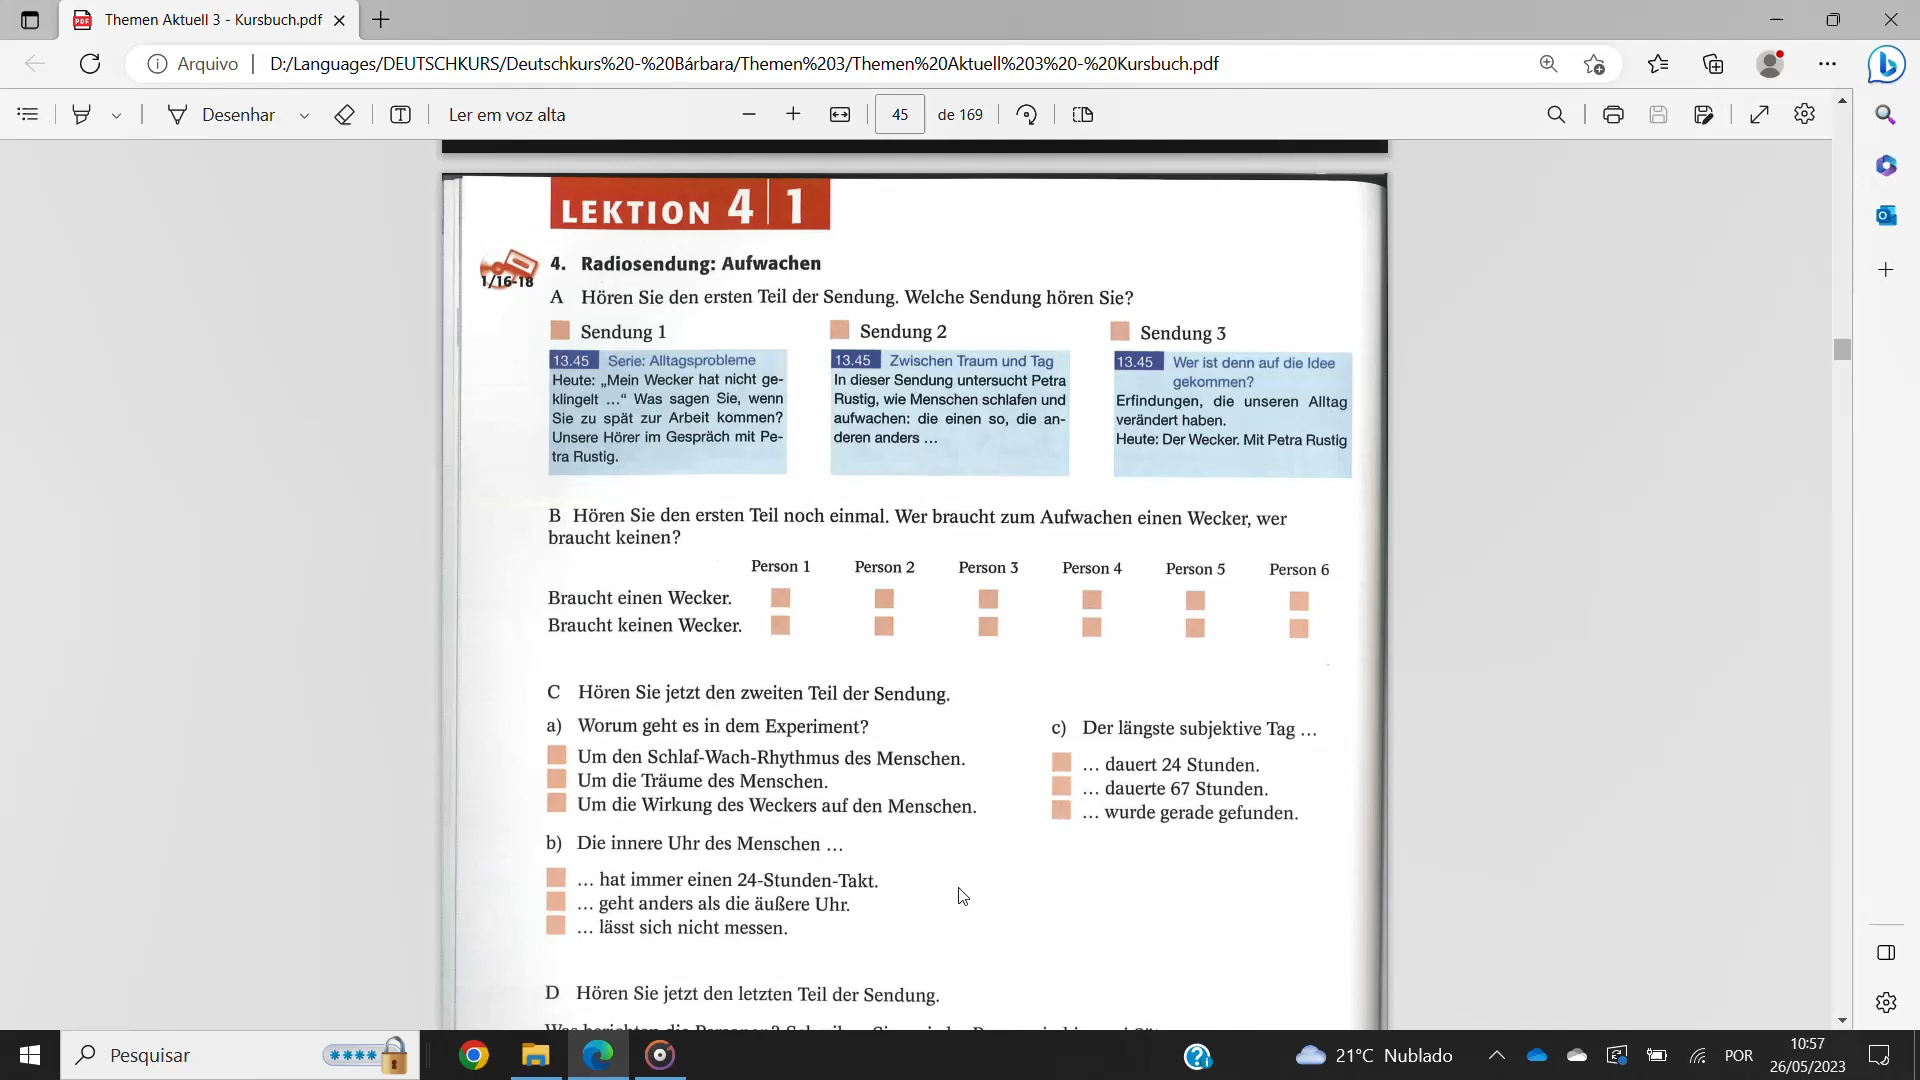 Themen Aktuell 3 - Kursbuch.pdf
Arquivo
D:/Languages/DEUTSCHKURS/Deutschkurs%20-%20Bárbara/Themen%203/Themen%20Aktuell%203%20-%20Kursbuch.pdf
Desenhar
Ler em voz alta
45
de 169
LEKTION 4 | 1
1/16-18
4. Radiosendung: Aufwachen
A Hören Sie den ersten Teil der Sendung. Welche Sendung hören Sie?
Sendung 1
13.45 Serie: Alltagsprobleme
Heute: „Mein Wecker hat nicht ge-
klingelt ...“ Was sagen Sie, wenn
Sie zu spät zur Arbeit kommen?
Unsere Hörer im Gespräch mit Pe-
tra Rustig.
Sendung 2
13.45 Zwischen Traum und Tag
In dieser Sendung untersucht Petra
Rustig, wie Menschen schlafen und
aufwachen: die einen so, die an-
deren anders ...
Sendung 3
13.45 Wer ist denn auf die Idee
gekommen?
Erfindungen, die unseren Alltag
verändert haben.
Heute: Der Wecker. Mit Petra Rustig
B Hören Sie den ersten Teil noch einmal. Wer braucht zum Aufwachen einen Wecker, wer
braucht keinen?
Person 1 Person 2 Person 3 Person 4 Person 5 Person 6
Braucht einen Wecker.
Braucht keinen Wecker.
C Hören Sie jetzt den zweiten Teil der Sendung.
a) Worum geht es in dem Experiment?
Um den Schlaf-Wach-Rhythmus des Menschen.
Um die Träume des Menschen.
Um die Wirkung des Weckers auf den Menschen.
b) Die innere Uhr des Menschen ...
... hat immer einen 24-Stunden-Takt.
... geht anders als die äußere Uhr.
... lässt sich nicht messen.
c) Der längste subjektive Tag ...
... dauert 24 Stunden.
... dauerte 67 Stunden.
... wurde gerade gefunden.
D Hören Sie jetzt den letzten Teil der Sendung.
Pesquisar
21°C Nublado
POR
10:57
26/05/2023